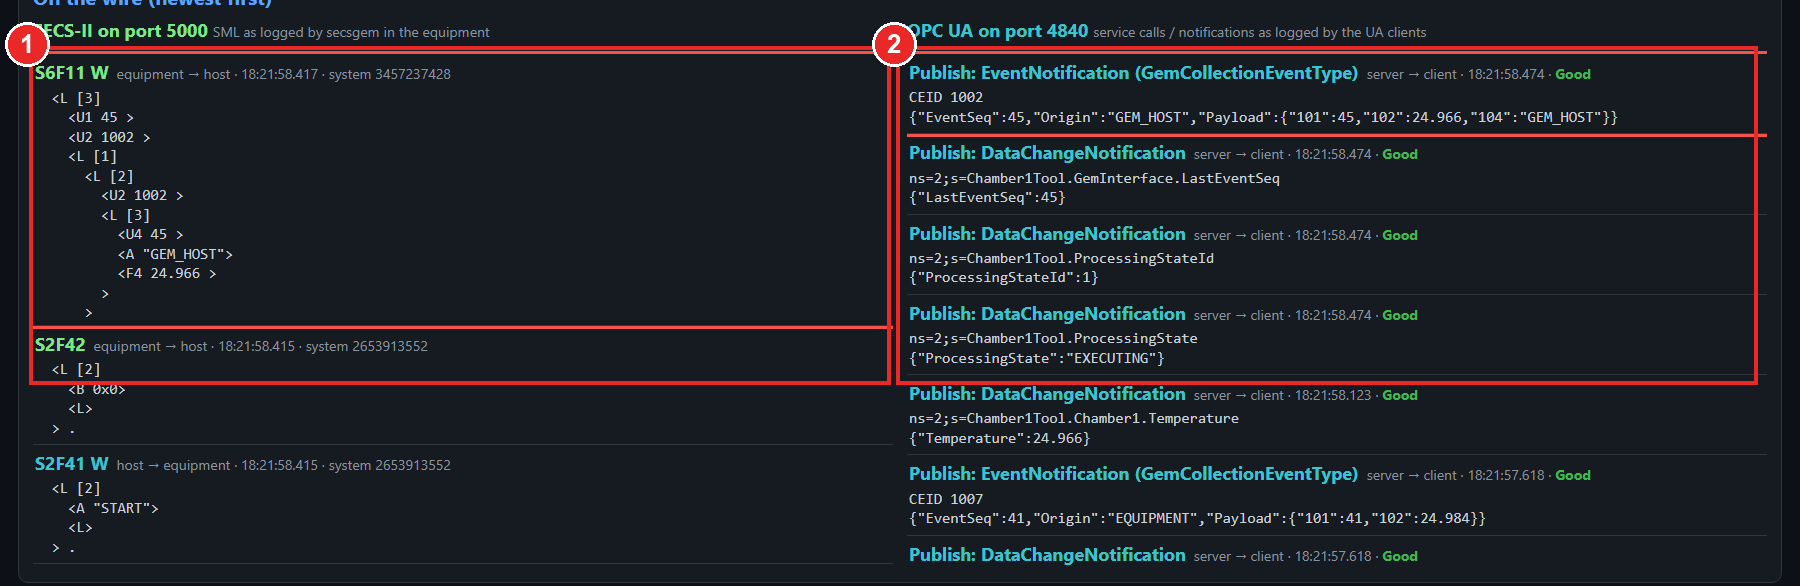 On the wire (newest first)
1
SECS-II on port 5000 SML as logged by secsgem in the equipment
S6F11 W equipment → host · 18:21:58.417 · system 3457237428
<L [3]
<U1 45 >
<U2 1002 >
<L [1]
<L [2]
<U2 1002 >
<L [3]
<U4 45 >
<A "GEM_HOST">
<F4 24.966 >
>
>
S2F42 equipment → host · 18:21:58.415 · system 2653913552
<L [2]
<B 0x0>
<L>
> .
S2F41 W host → equipment · 18:21:58.415 · system 2653913552
<L [2]
<A "START">
<L>
> .
2
OPC UA on port 4840 service calls / notifications as logged by the UA clients
Publish: EventNotification (GemCollectionEventType) server → client · 18:21:58.474 · Good
CEID 1002
{"EventSeq":45,"Origin":"GEM_HOST","Payload":{"101":45,"102":24.966,"104":"GEM_HOST"}}
Publish: DataChangeNotification server → client · 18:21:58.474 · Good
ns=2;s=Chamber1Tool.GemInterface.LastEventSeq
{"LastEventSeq":45}
Publish: DataChangeNotification server → client · 18:21:58.474 · Good
ns=2;s=Chamber1Tool.ProcessingStateId
{"ProcessingStateId":1}
Publish: DataChangeNotification server → client · 18:21:58.474 · Good
ns=2;s=Chamber1Tool.ProcessingState
{"ProcessingState":"EXECUTING"}
Publish: DataChangeNotification server → client · 18:21:58.123 · Good
ns=2;s=Chamber1Tool.Chamber1.Temperature
{"Temperature":24.966}
Publish: EventNotification (GemCollectionEventType) server → client · 18:21:57.618 · Good
CEID 1007
{"EventSeq":41,"Origin":"EQUIPMENT","Payload":{"101":41,"102":24.984}}
Publish: DataChangeNotification server → client · 18:21:57.618 · Good